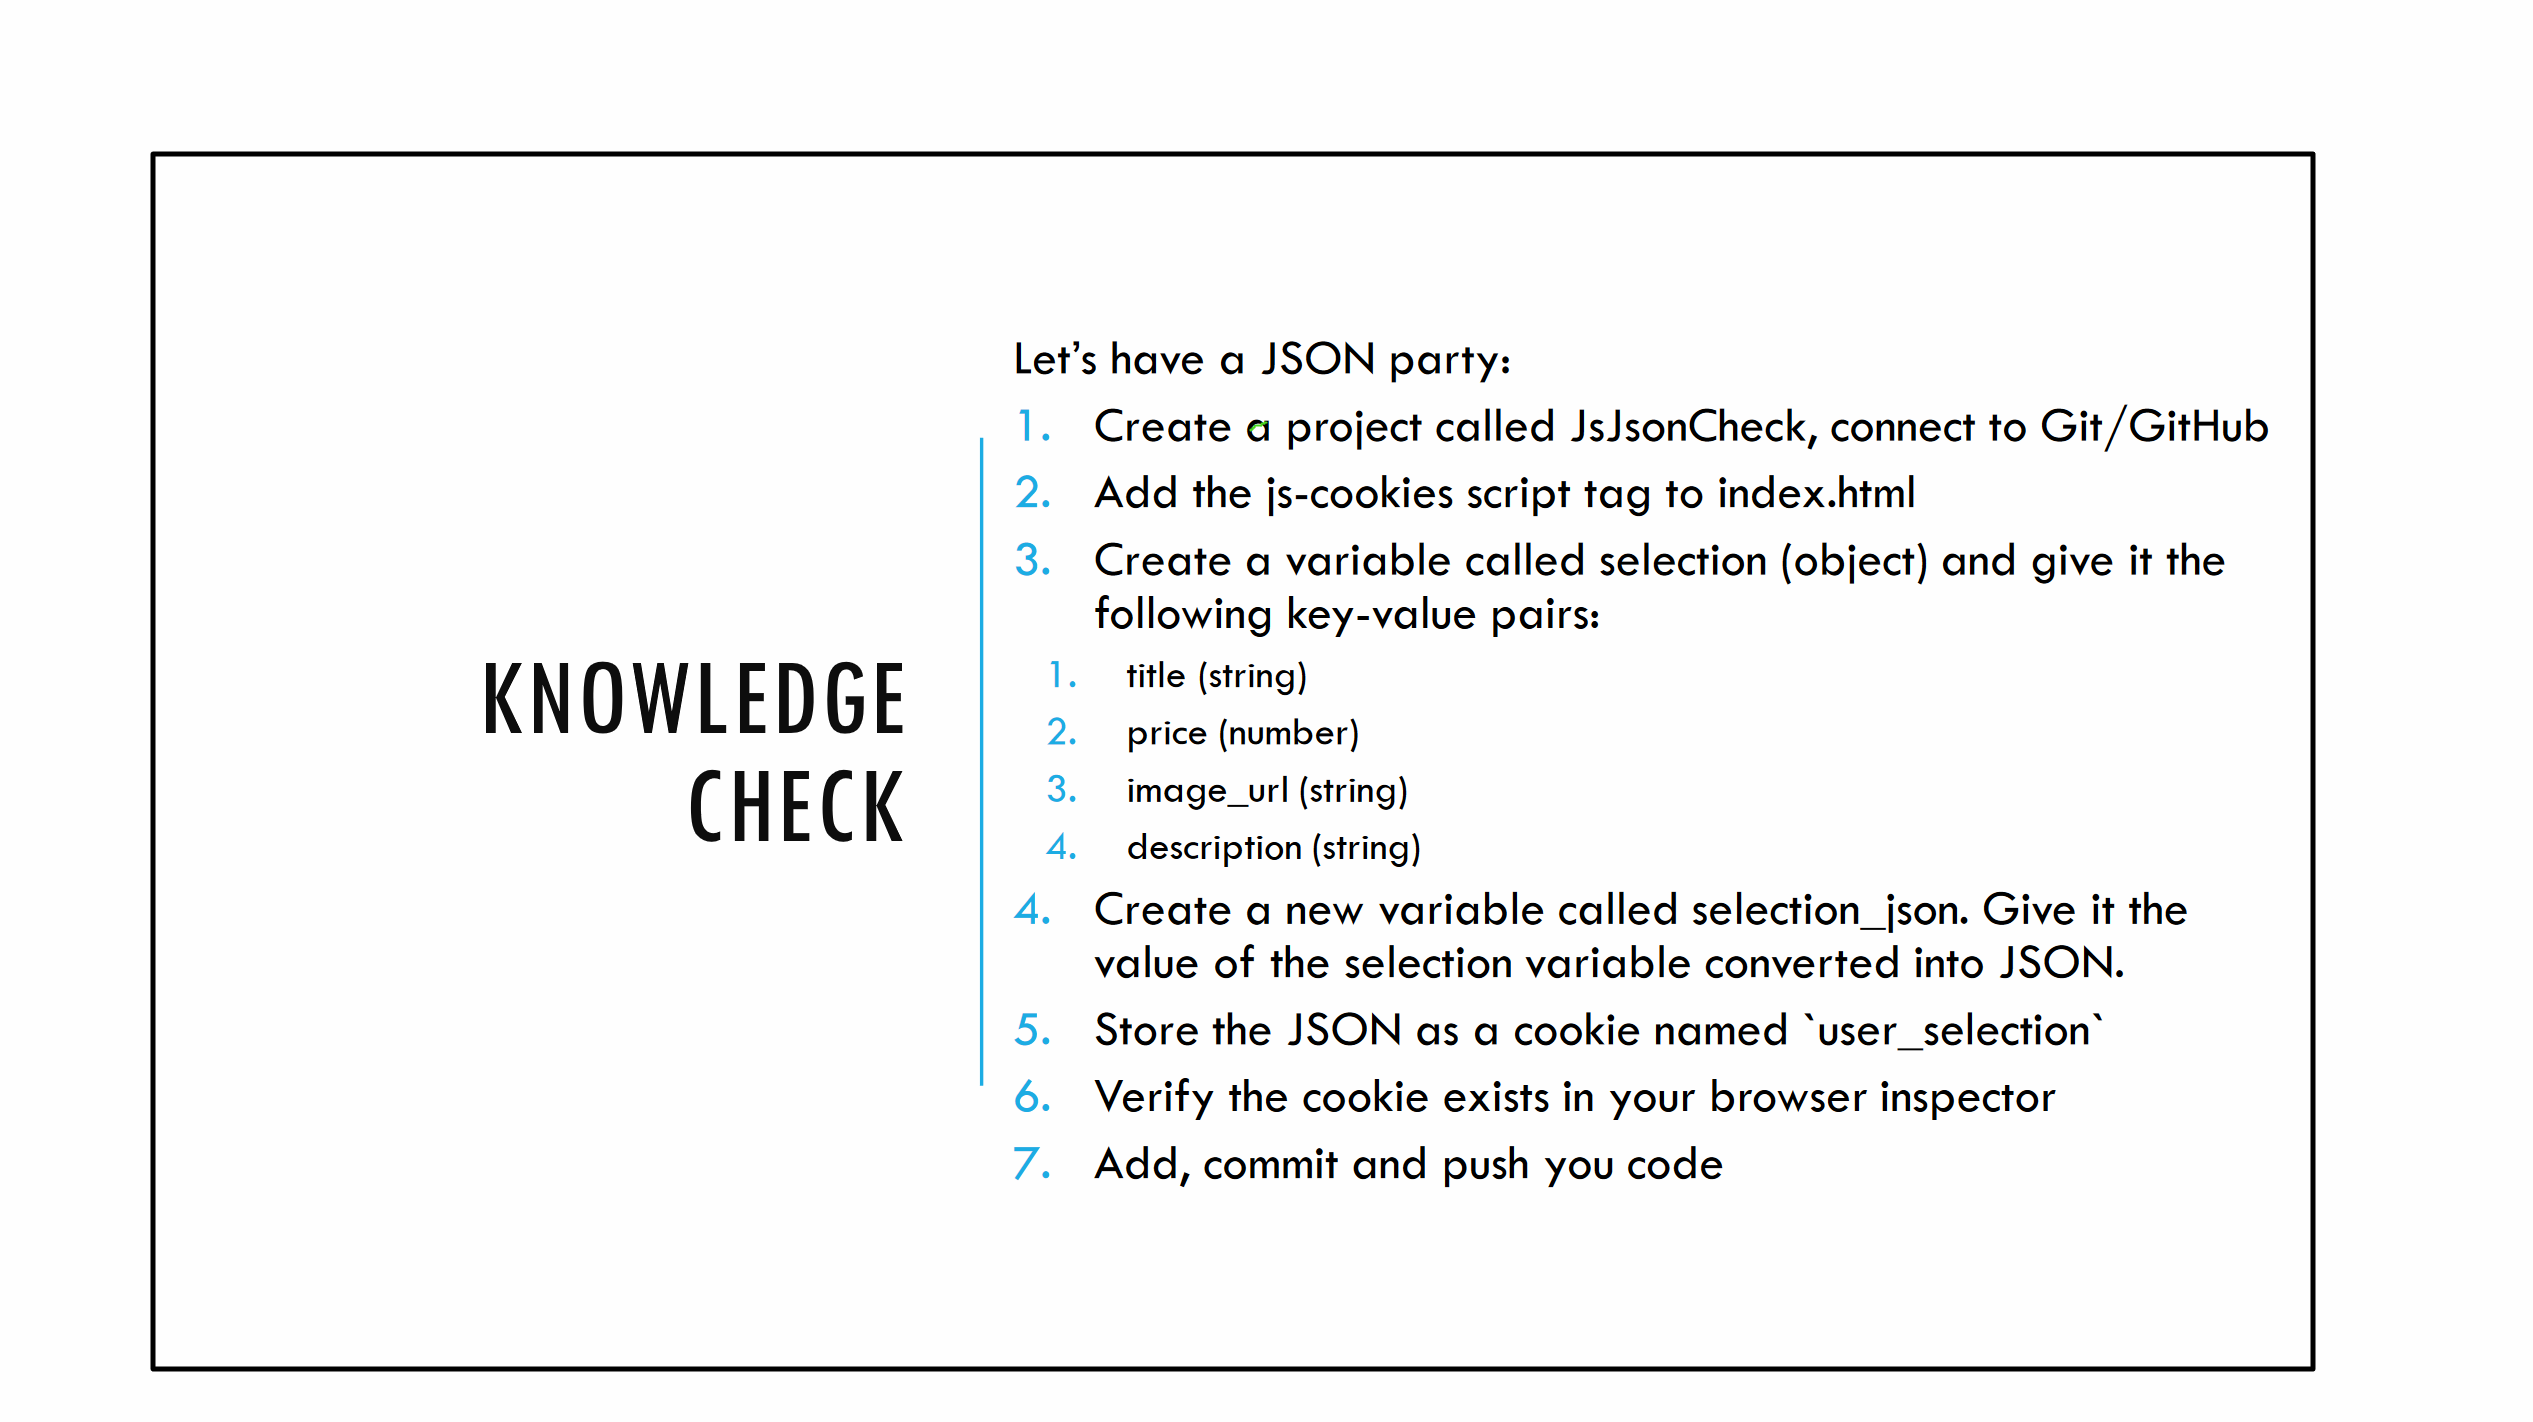 KNOWLEDGE
CHECK
Let’s have a JSON party:
1. Create a project called JsJsonCheck, connect to Git/GitHub
2. Add the js-cookies script tag to index.html
3. Create a variable called selection (object) and give it the
following key-value pairs:
1. title (string)
2. price (number)
3. image_url (string)
4. description (string)
4. Create a new variable called selection_json. Give it the
value of the selection variable converted into JSON.
5. Store the JSON as a cookie named `user_selection`
6. Verify the cookie exists in your browser inspector
7. Add, commit and push you code